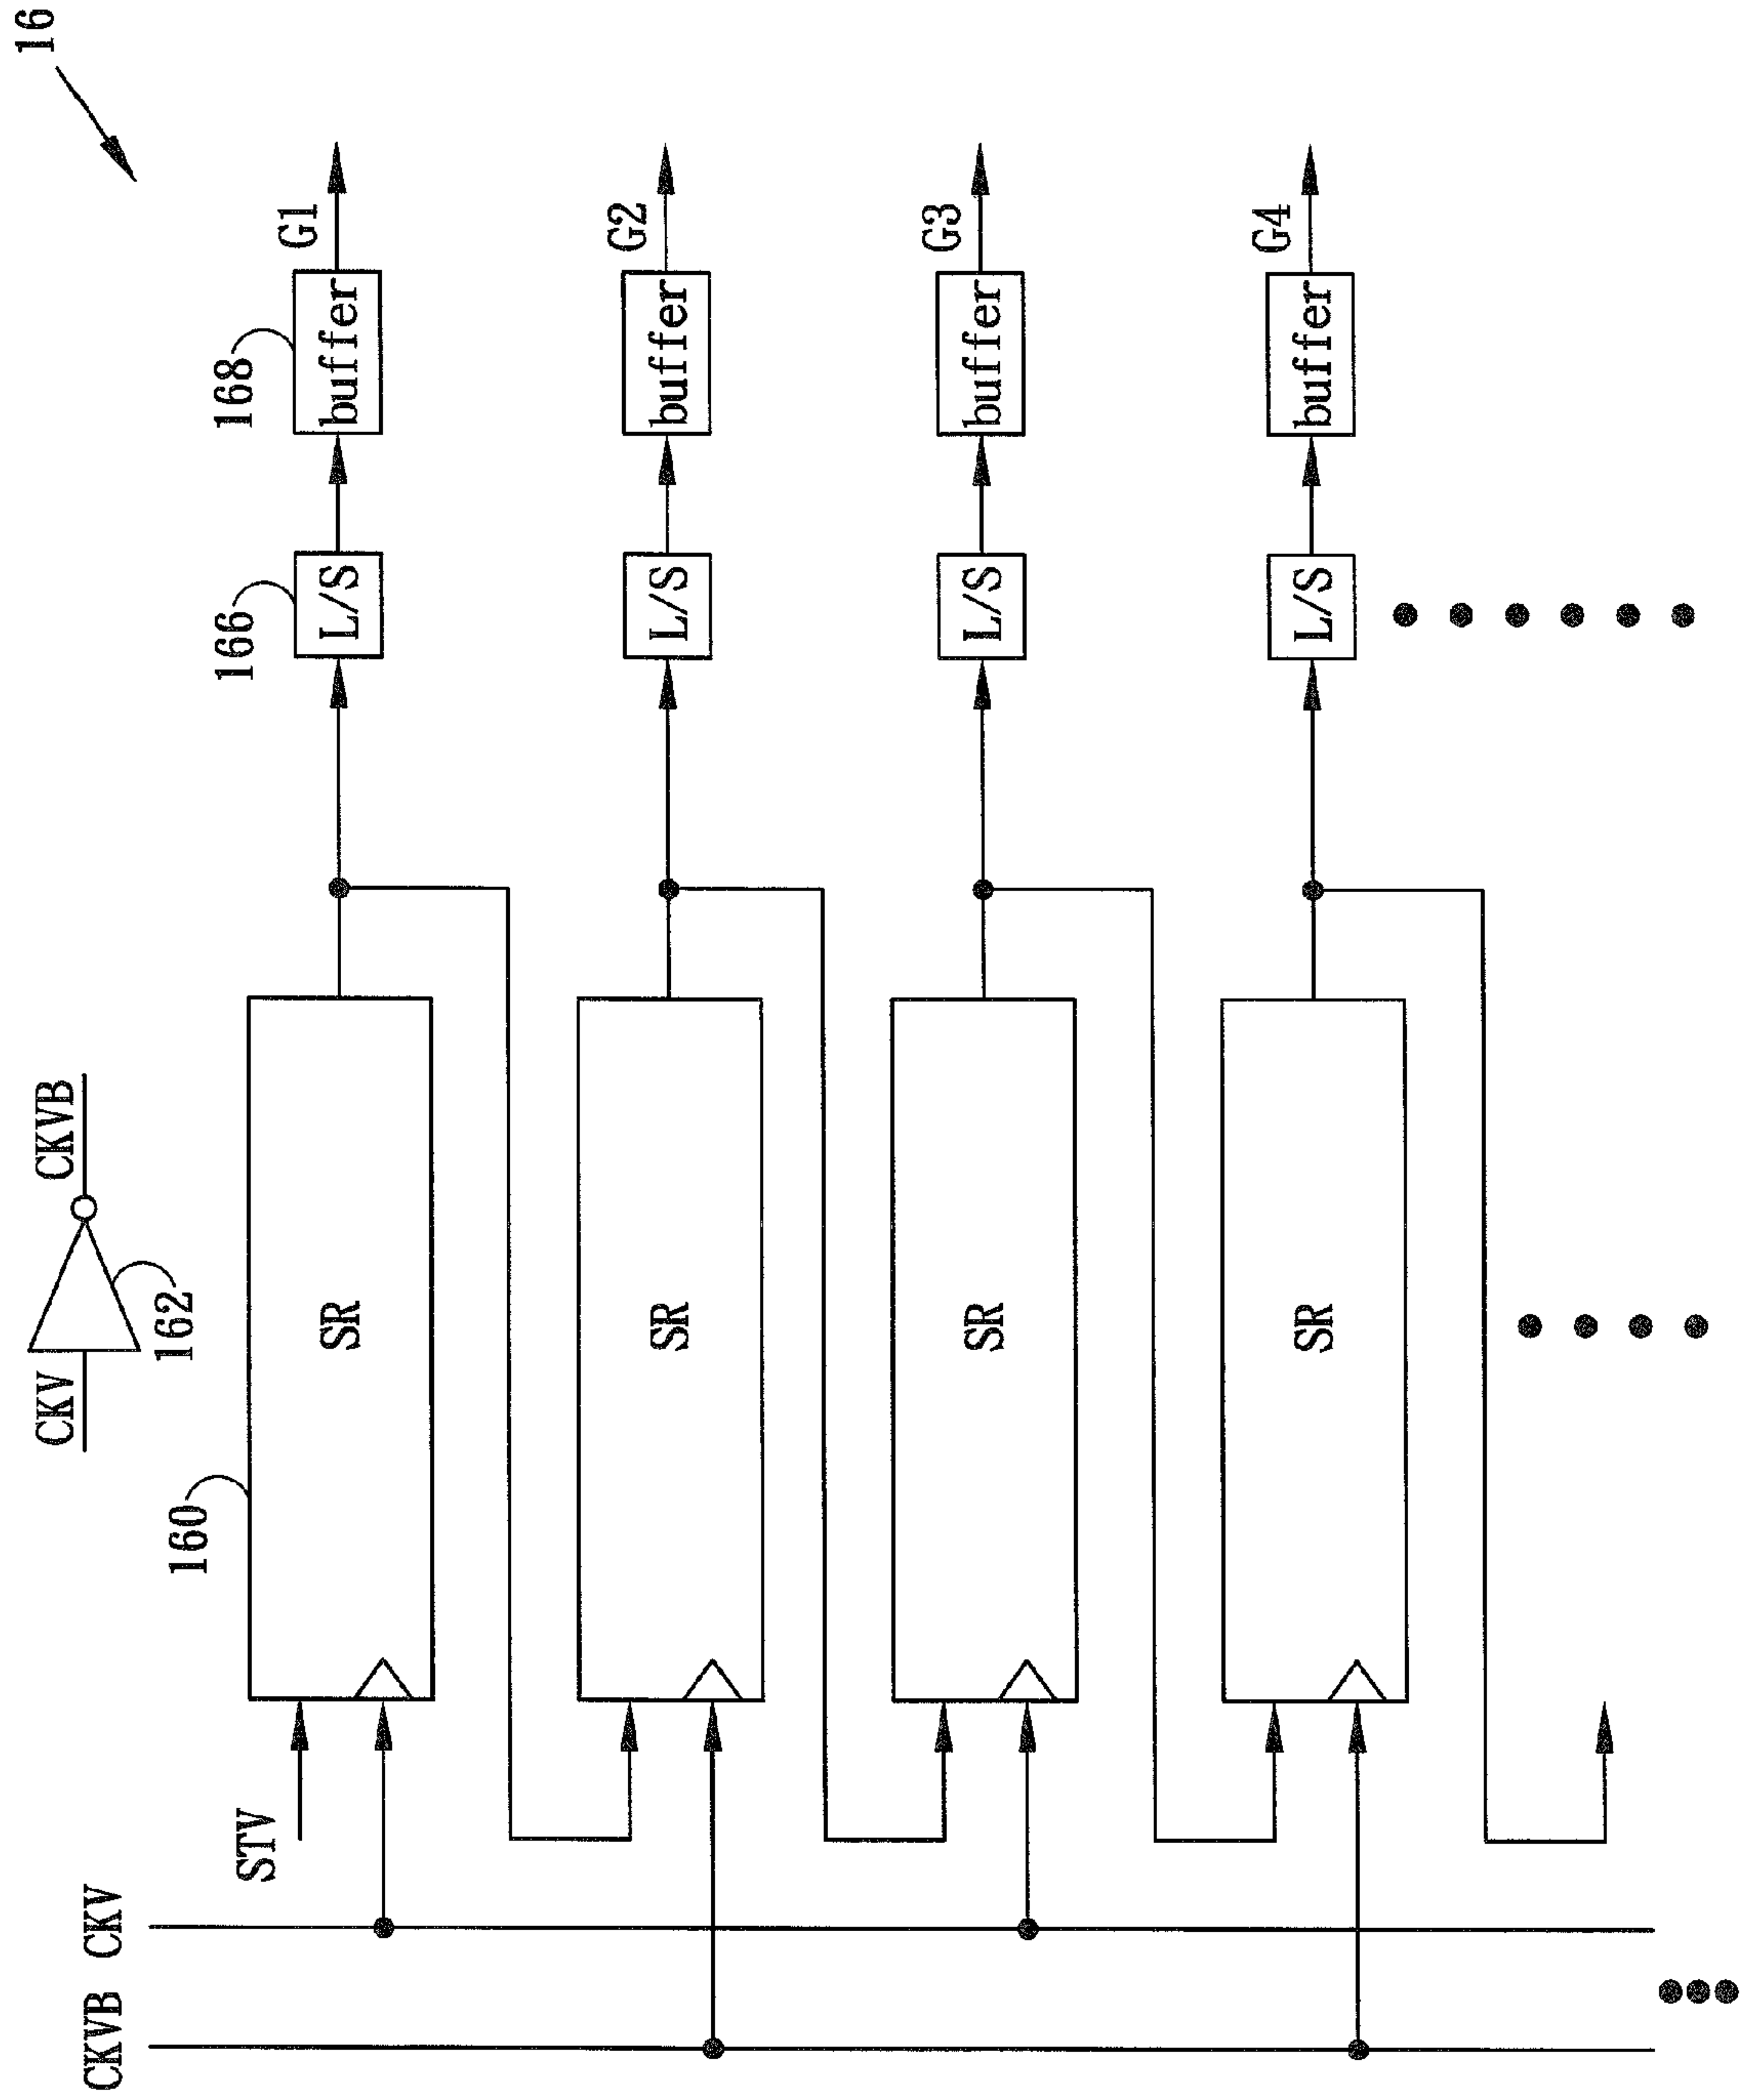 16
CKV
CKVB
162
CKVB
CKV
160
166
168
STV
SR
L/S
buffer
G1
SR
L/S
buffer
G2
SR
L/S
buffer
G3
SR
L/S
buffer
G4